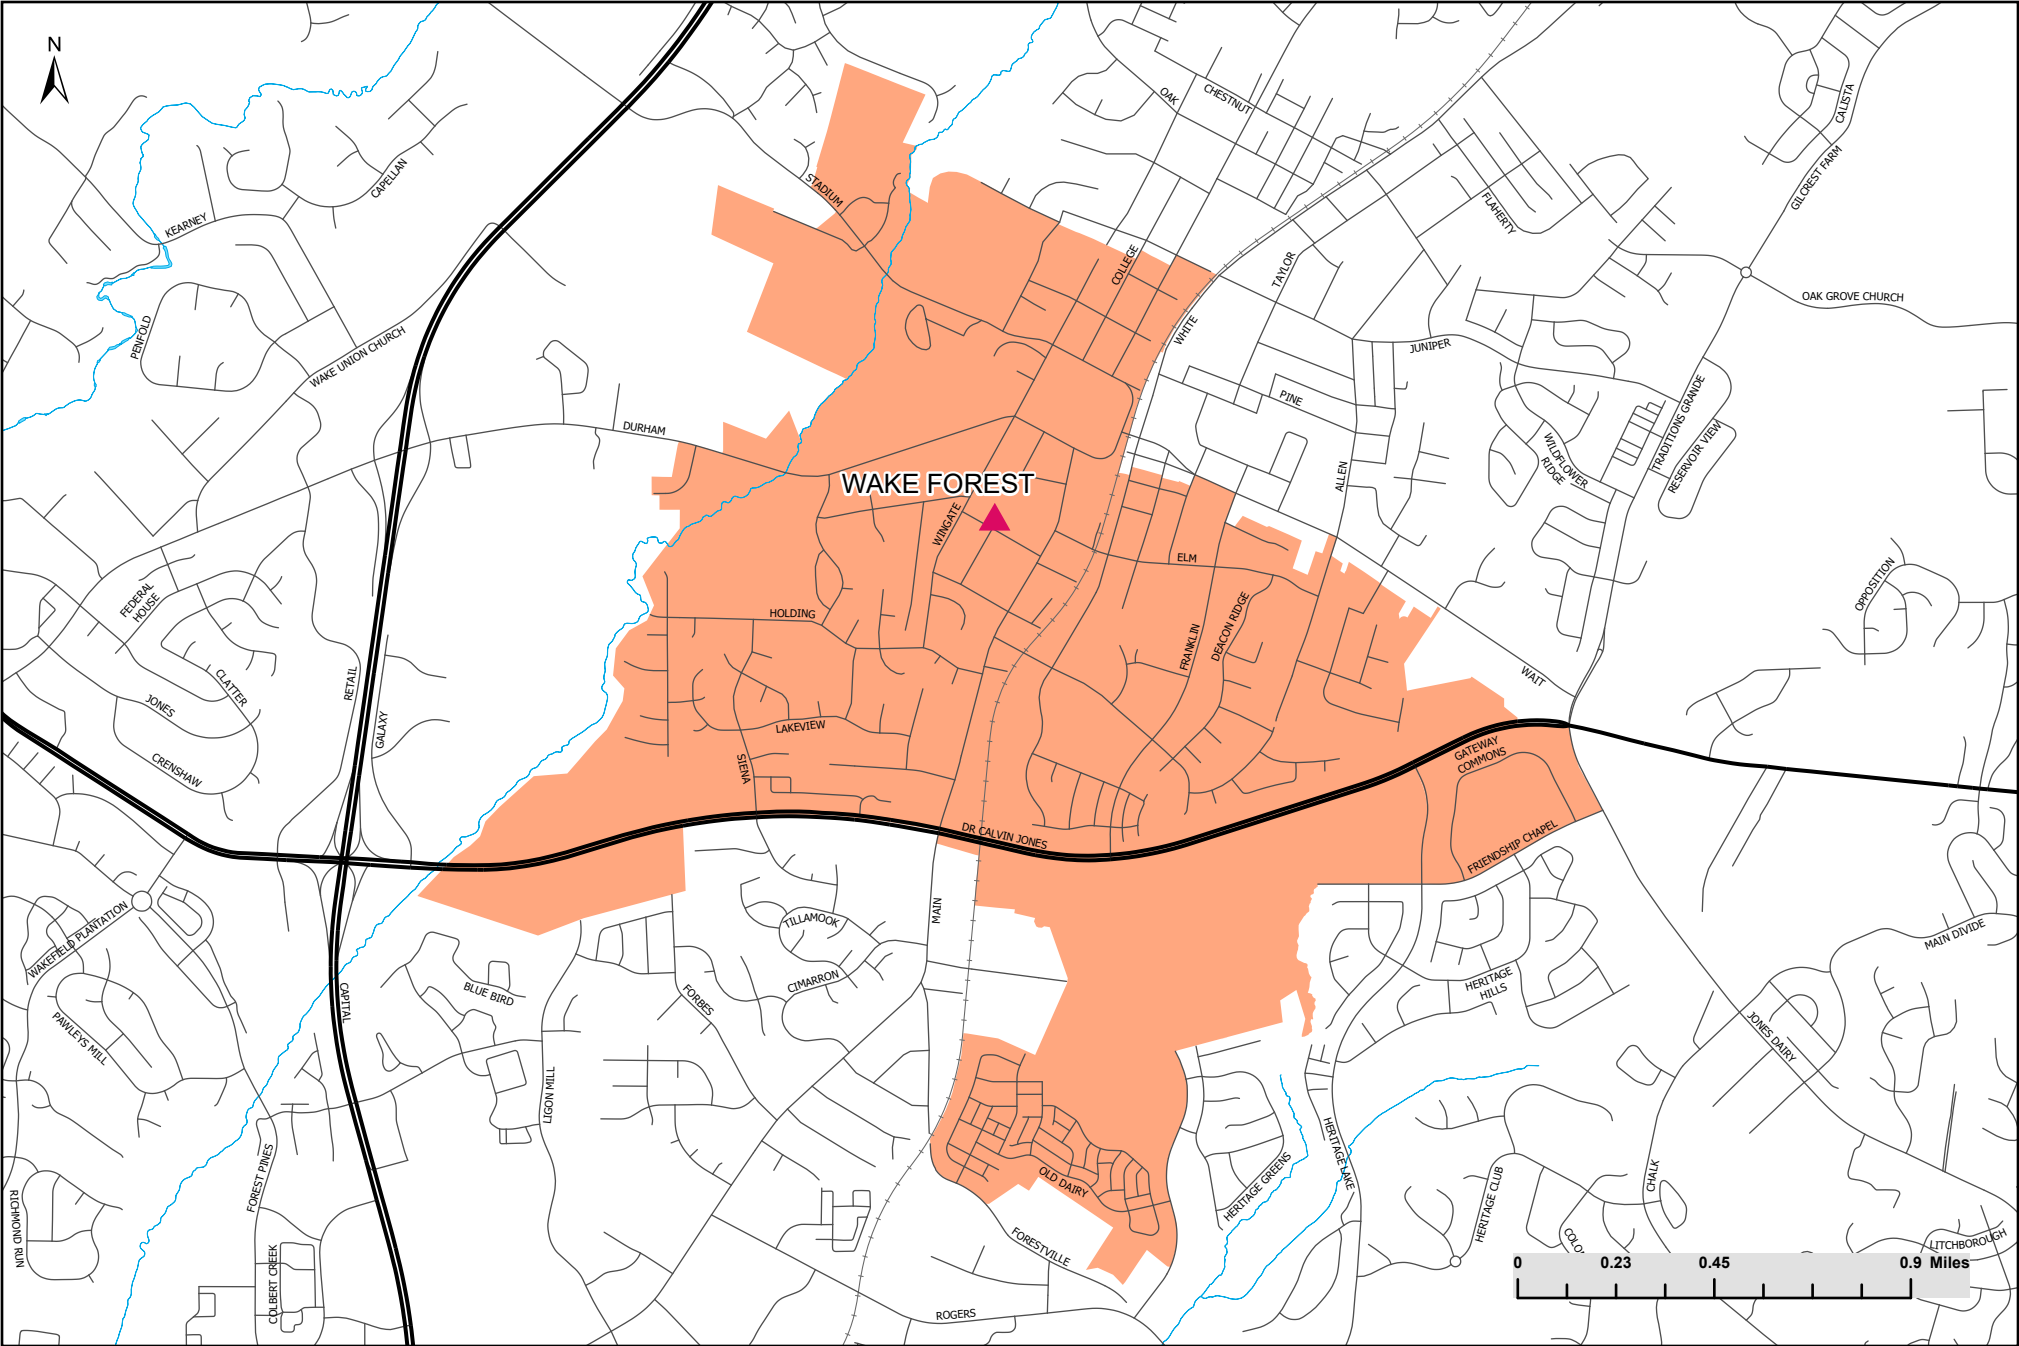 N
OAK
CHESTNUT
CALISTA
CAPELLAN
STADIUM
GILCREST FARM
KEARNEY
FLAHERTY
COLLEGE
TAYLOR
OAK GROVE CHURCH
PENFOLD
WAKE UNION CHURCH
WHITE
JUNIPER
PINE
TRADITIONS GRANDE
DURHAM
WILDFLOWER
RIDGE
RESERVOIR VIEW
ALLEN
WAKE FOREST
WINGATE
ELM
OPPOSITION
FEDERAL
HOUSE
HOLDING
FRANKLIN
DEACON RIDGE
CLATTER
RETAIL
WAIT
JONES
GALAXY
LAKEVIEW
CRENSHAW
SIENA
GATEWAY
COMMONS
DR CALVIN JONES
FRIENDSHIP CHAPEL
WAKEFIELD PLANTATION
MAIN
TILLAMOOK
MAIN DIVIDE
CAPITAL
BLUE BIRD
CIMARRON
HERITAGE
HILLS
FORBES
PAWLEYS MILL
JONES DAIRY
LIGON MILL
HERITAGE LAKE
FOREST PINES
OLD DAIRY
HERITAGE GREENS
CHALK
HERITAGE CLUB
RICHMOND RUN
COLBERT CREEK
FORESTVILLE
LITCHBOROUGH
ROGERS
0 0.23 0.45 0.9 Miles